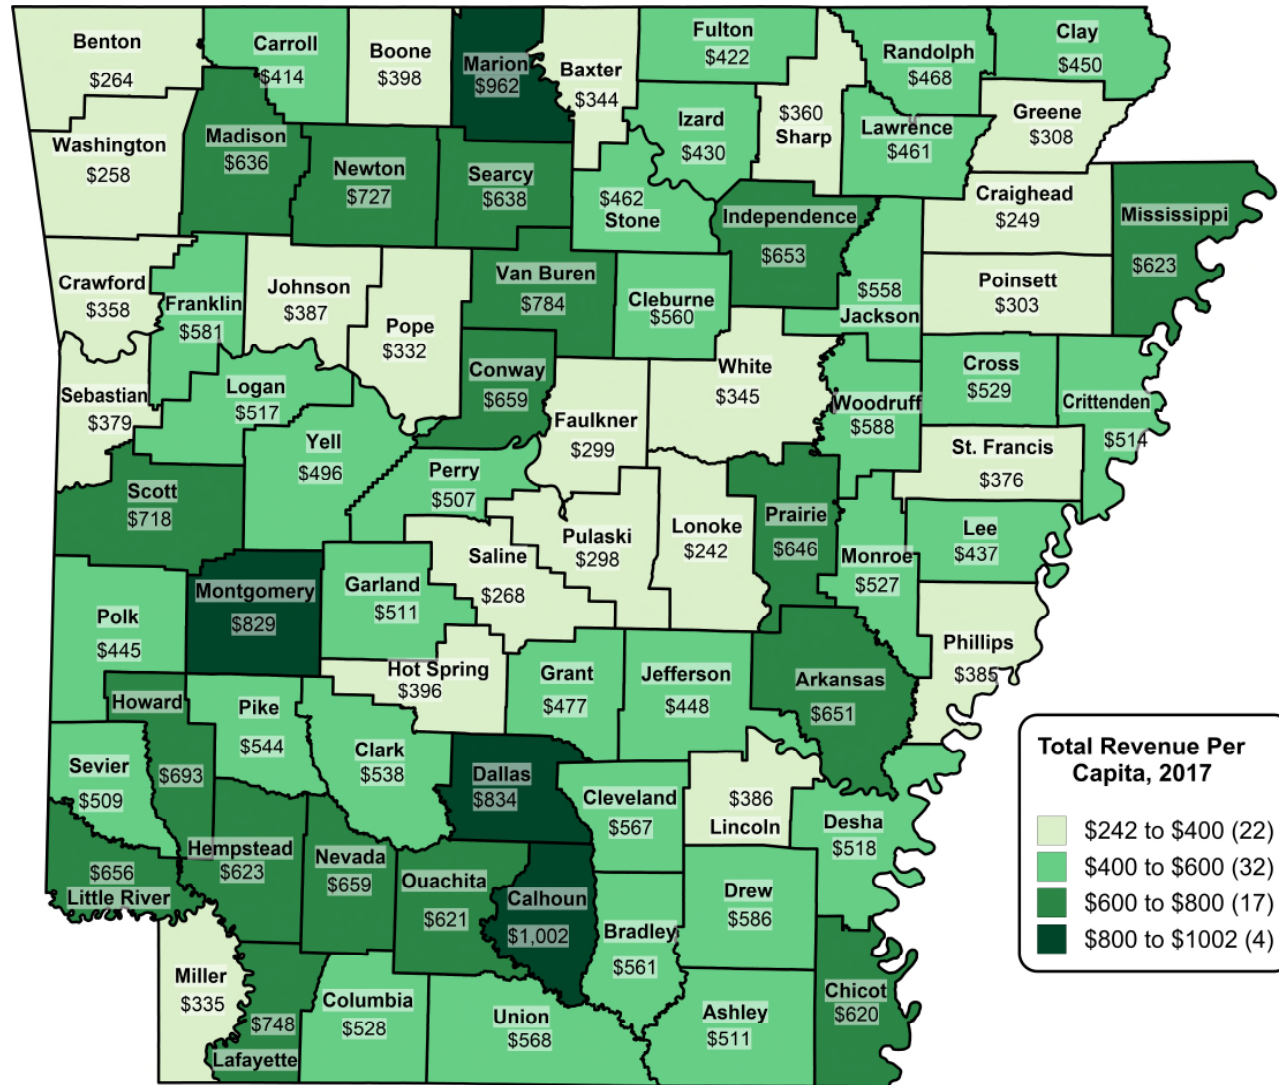 Benton
$264
Carroll
$414
Boone
$398
Marion
$962
Baxter
$344
Fulton
$422
Randolph
$468
Clay
$450
Washington
$258
Madison
$636
Newton
$727
Searcy
$638
$462
Stone
Izard
$430
$360
Sharp
Lawrence
$461
Greene
$308
Craighead
$249
Mississippi
$623
Independence
$653
Crawford
$358
Franklin
$581
Johnson
$387
Pope
$332
Van Buren
$784
Cleburne
$560
$558
Jackson
Poinsett
$303
Sebastian
$379
Logan
$517
Conway
$659
White
$345
Woodruff
$588
Cross
$529
Crittenden
$514
Yell
$496
Faulkner
$299
St. Francis
$376
Scott
$718
Perry
$507
Pulaski
$298
Lonoke
$242
Prairie
$646
Monroe
$527
Lee
$437
Polk
$445
Montgomery
$829
Garland
$511
Saline
$268
Phillips
$385
Hot Spring
$396
Grant
$477
Jefferson
$448
Arkansas
$651
Howard
$693
Pike
$544
Clark
$538
Sevier
$509
Dallas
$834
Cleveland
$567
$386
Lincoln
Desha
$518
$656
Little River
Hempstead
$623
Nevada
$659
Ouachita
$621
Calhoun
$1,002
Bradley
$561
Drew
$586
Miller
$335
$748
Lafayette
Columbia
$528
Union
$568
Ashley
$511
Chicot
$620
Total Revenue Per
Capita, 2017
$242 to $400 (22)
$400 to $600 (32)
$600 to $800 (17)
$800 to $1002 (4)